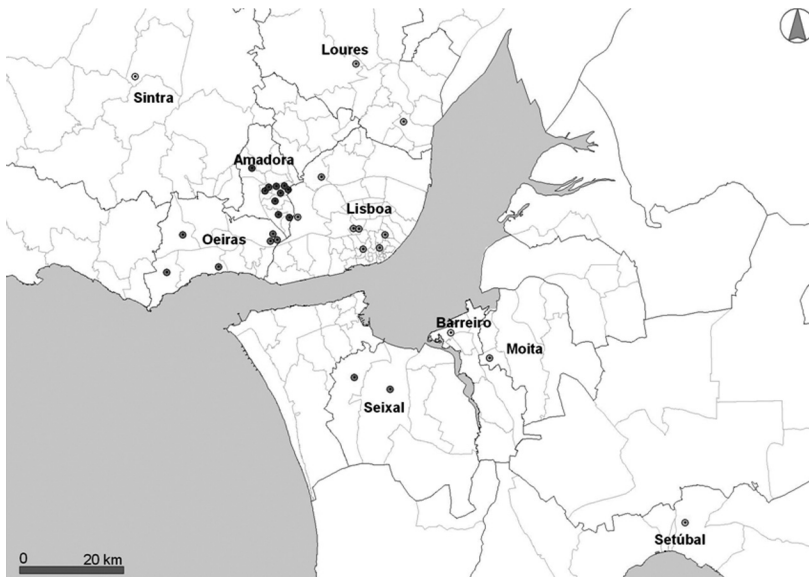 Loures
Sintra
Amadora
Lisboa
Oeiras
Barreiro
Moita
Seixal
Setúbal
0 20 km